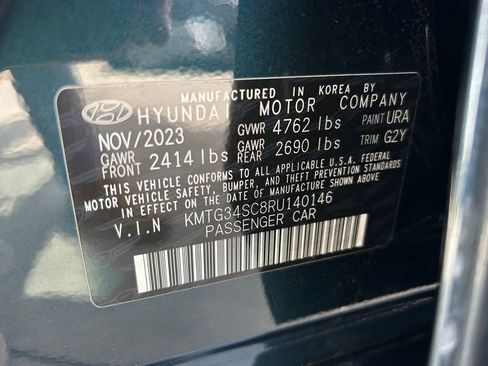 MANUFACTURED IN KOREA BY
HYUNDAI MOTOR COMPANY
NOV/2023 GVWR 4762 lbs PAINT URA
GAWR FRONT 2414 lbs GAWR REAR 2690 lbs TRIM G2Y
THIS VEHICLE CONFORMS TO ALL APPLICABLE U.S.A. FEDERAL
MOTOR VEHICLE SAFETY, BUMPER, AND THEFT PREVENTION STANDARDS
IN EFFECT ON THE DATE OF MANUFACTURE SHOWN ABOVE.
V.I.N KMTG34SC8RU140146
PASSENGER CAR